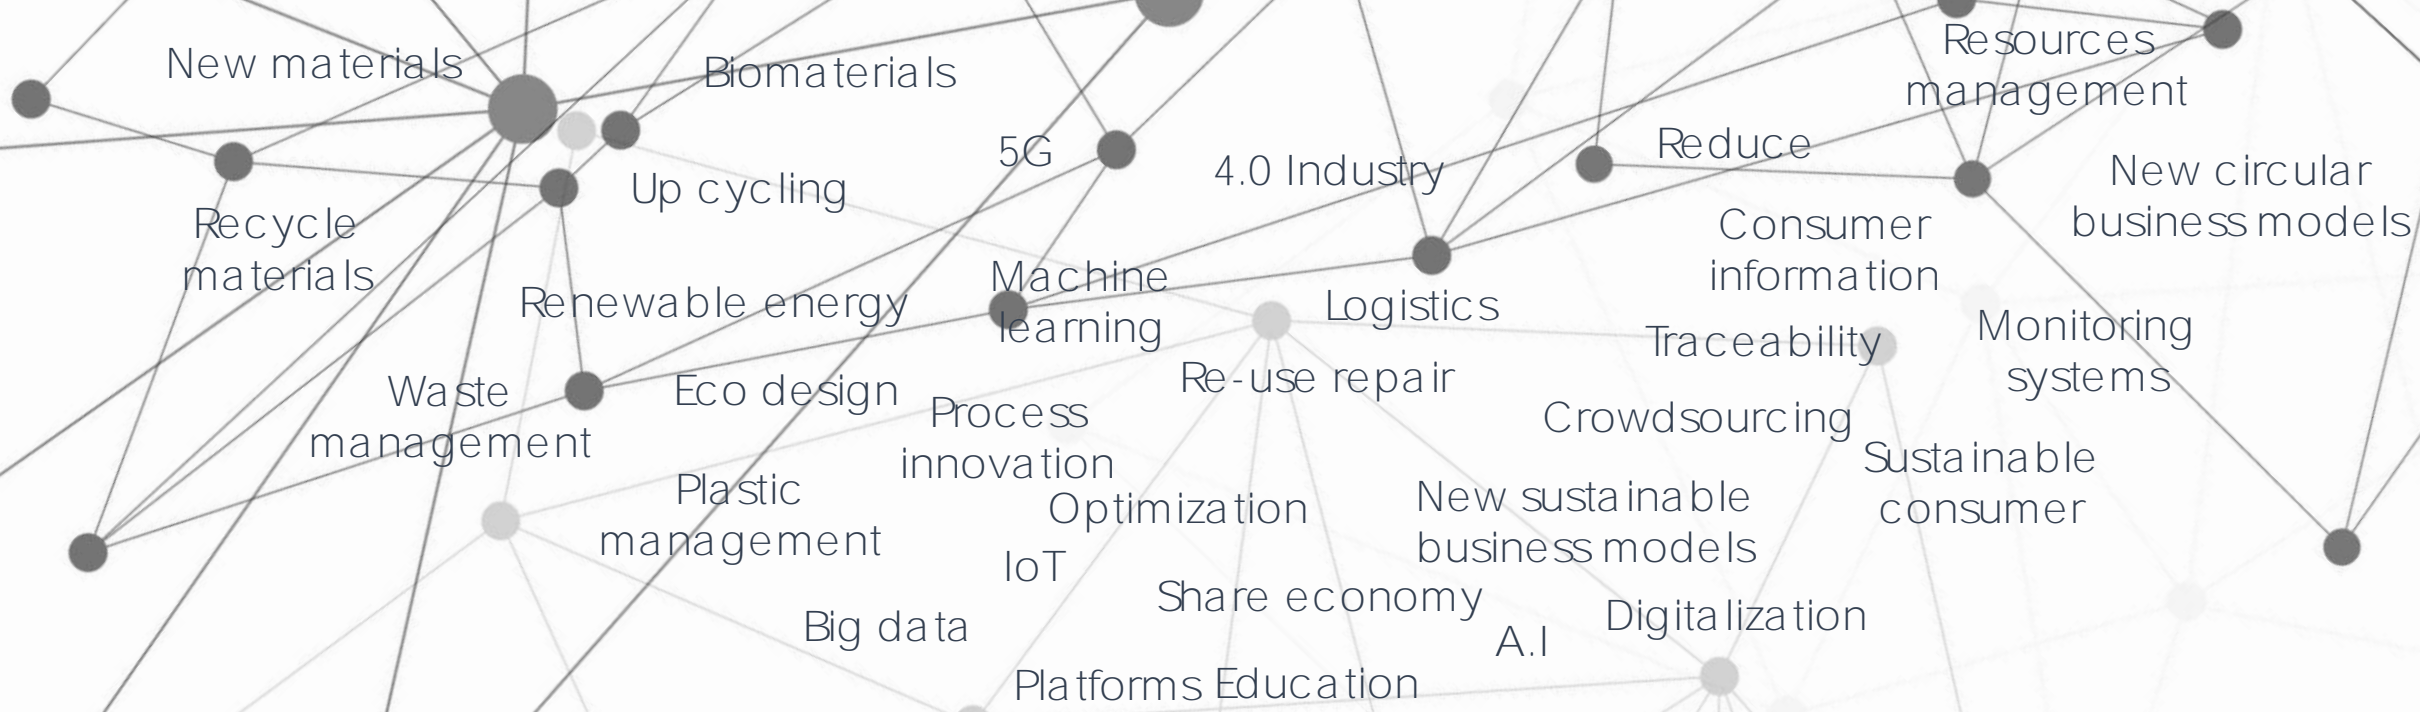 New materials
Biomaterials
Resources
management
5G
4.0 Industry
Reduce
New circular
business models
Up cycling
Recycle
materials
Consumer
information
Renewable energy
Machine
learning
Logistics
Traceability
Monitoring
systems
Waste
management
Eco design
Re-use repair
Process
innovation
Crowdsourcing
Sustainable
consumer
Plastic
management
Optimization
New sustainable
business models
IoT
Share economy
Big data
A.I
Digitalization
Platforms
Education